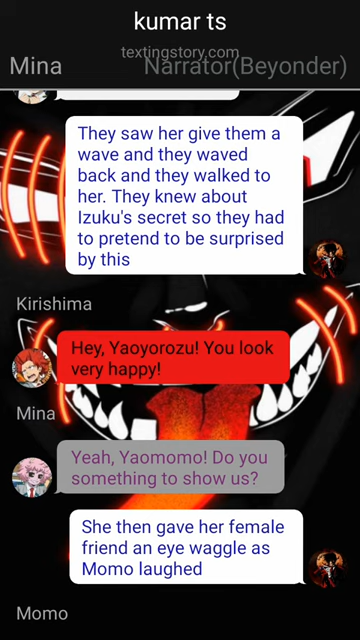 kumar ts
textingstory.com
Mina
Narrator(Beyonder)
They saw her give them a
wave and they waved
back and they walked to
her. They knew about
Izuku's secret so they had
to pretend to be surprised
by this
Kirishima
Hey, Yaoyorozu! You look
very happy!
Mina
Yeah, Yaomomo! Do you
something to show us?
She then gave her female
friend an eye waggle as
Momo laughed
Momo